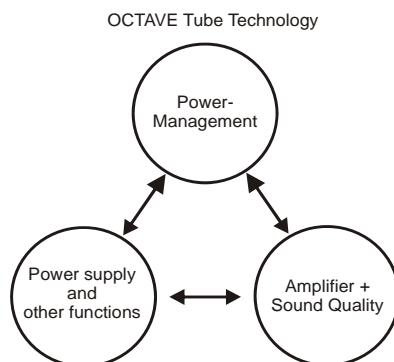 OCTAVE Tube Technology
Power-
Management
Power supply
and
other functions
Amplifier +
Sound Quality